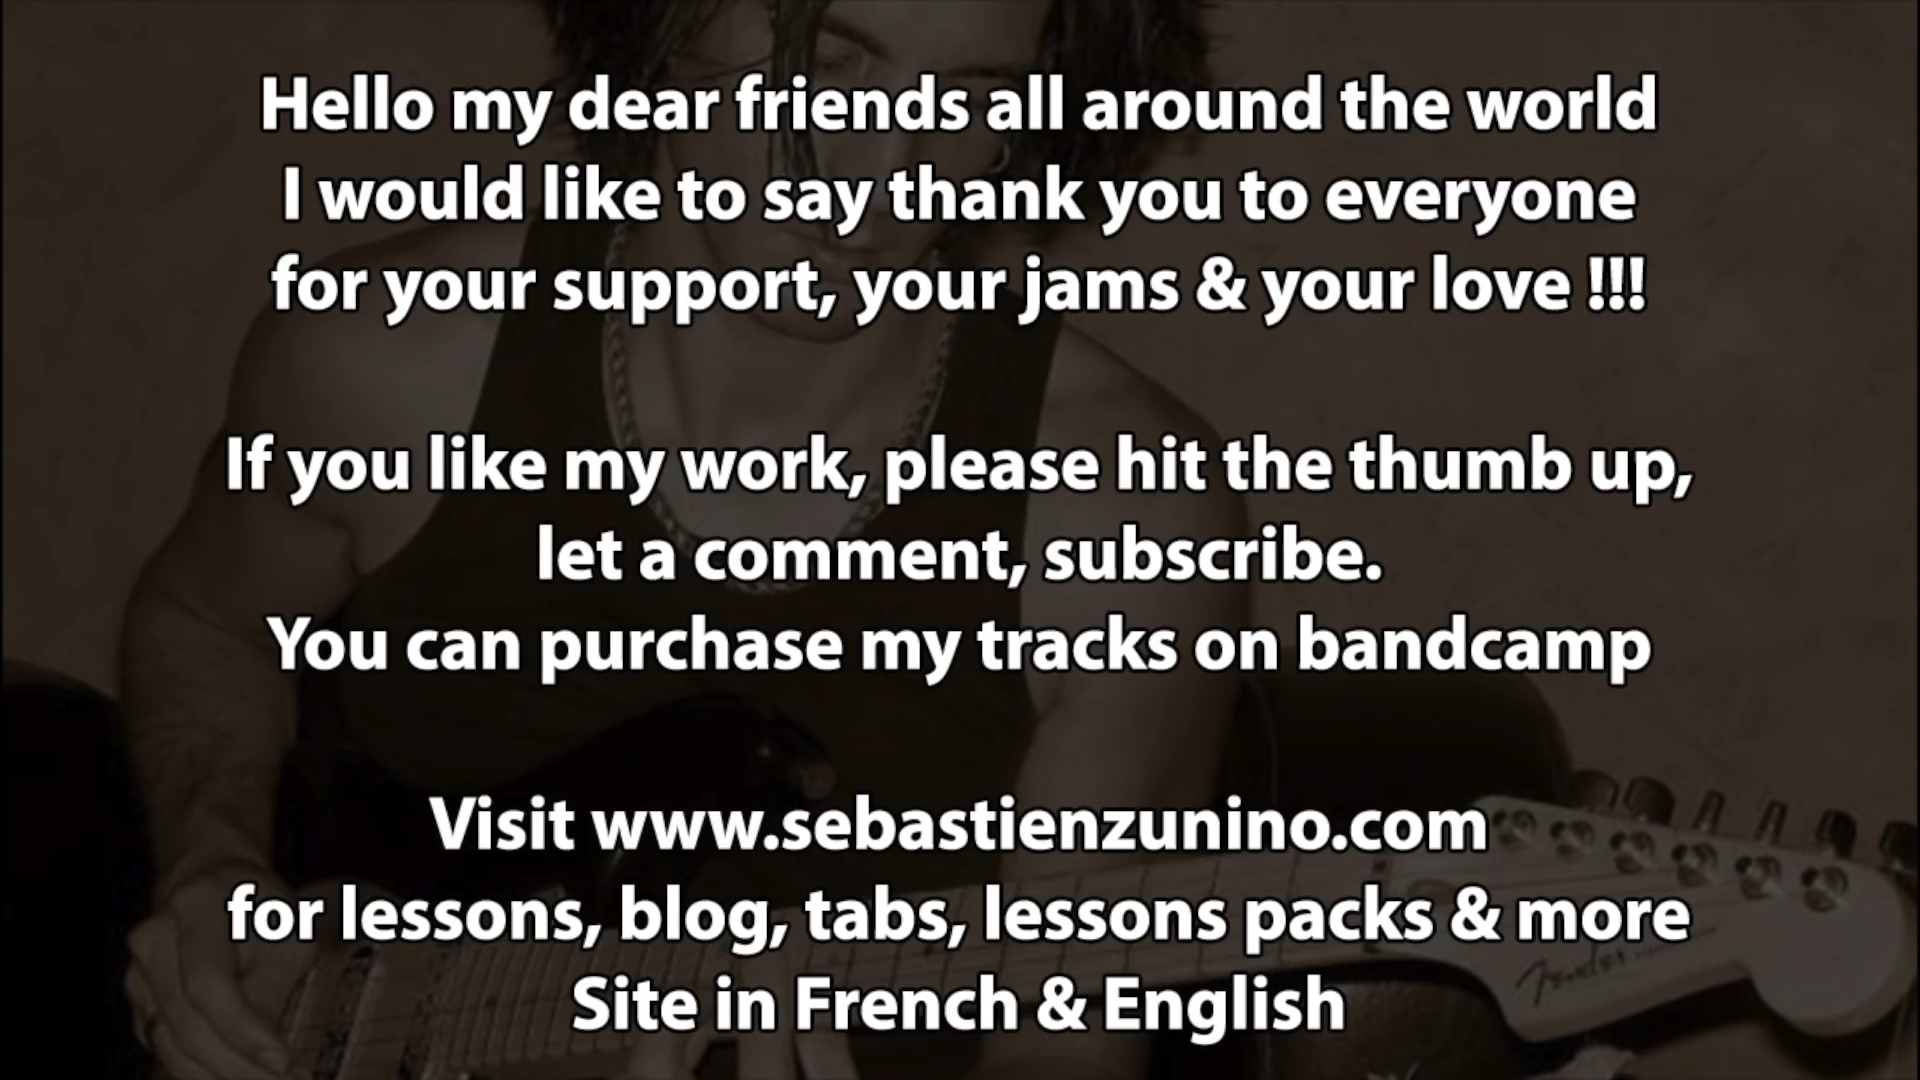 Hello my dear friends all around the world
I would like to say thank you to everyone
for your support, your jams & your love !!!
If you like my work, please hit the thumb up,
let a comment, subscribe.
You can purchase my tracks on bandcamp
Visit www.sebastienzunino.com
for lessons, blog, tabs, lessons packs & more
Site in French & English
Fender